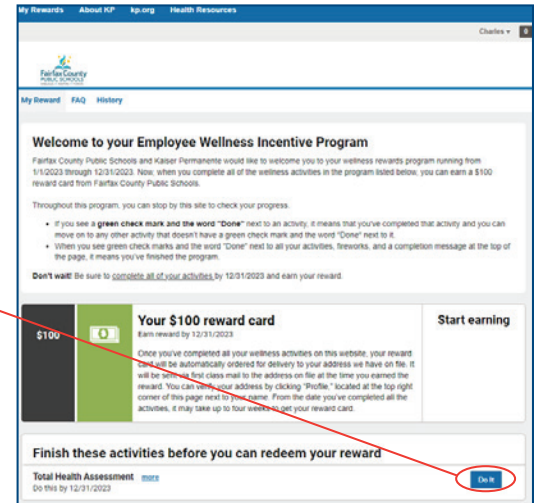 My Rewards About KP kp.org Health Resources
Charles
Fairfax County
PUBLIC SCHOOLS
My Reward FAQ History
Welcome to your Employee Wellness Incentive Program
Fairfax County Public Schools and Kaiser Permanente would like to welcome you to your wellness rewards program running from
1/1/2023 through 12/31/2023. Now, when you complete all of the wellness activities in the program listed below, you can earn a $100
reward card from Fairfax County Public Schools.
Throughout this program, you can stop by this site to check your progress.
• If you see a green check mark and the word "Done" next to an activity, it means that you've completed that activity and you can
move on to any other activity that doesn't have a green check mark and the word "Done" next to it.
• When you see green check marks and the word "Done" next to all your activities, fireworks, and a completion message at the top of
the page, it means you've finished the program.
Don't wait! Be sure to complete all of your activities by 12/31/2023 and earn your reward.
$100
Your $100 reward card
Start earning
Earn reward by 12/31/2023
Once you've completed all your wellness activities on this website, your reward
card will be automatically ordered for delivery to your address we have on file. It
will be sent via first class mail to the address on file at the time you earned the
reward. You can verify your address by clicking "Profile," located at the top right
corner of this page next to your name. From the date you've completed all the
activities, it may take up to four weeks to get your reward card.
Finish these activities before you can redeem your reward
Total Health Assessment more
Do It
Do this by 12/31/2023